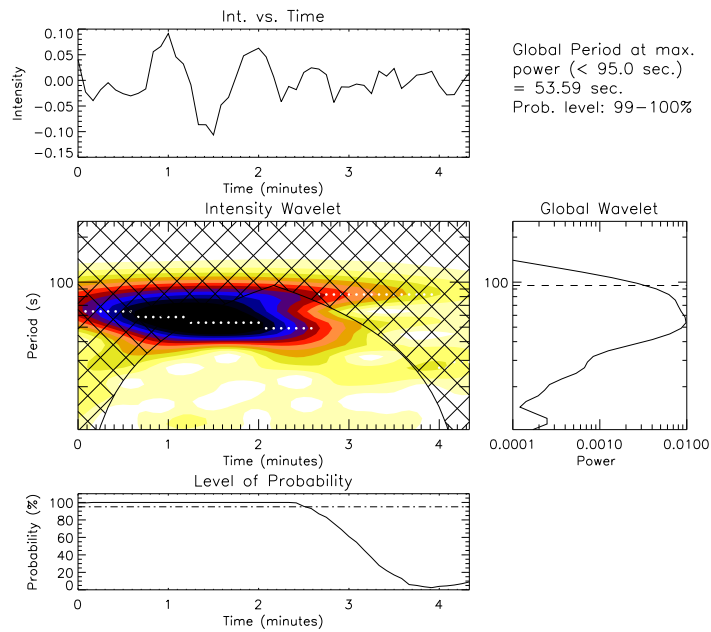 Int. vs. Time
0.10
0.05
0.00
−0.05
−0.10
−0.15
Intensity
0 1 2 3 4
Time (minutes)
Global Period at max.
power (< 95.0 sec.)
= 53.59 sec.
Prob. level: 99−100%
Intensity Wavelet
100
Period (s)
0 1 2 3 4
Time (minutes)
Global Wavelet
100
0.0001 0.0010 0.0100
Power
Level of Probability
100
80
60
40
20
0
Probability (%)
0 1 2 3 4
Time (minutes)